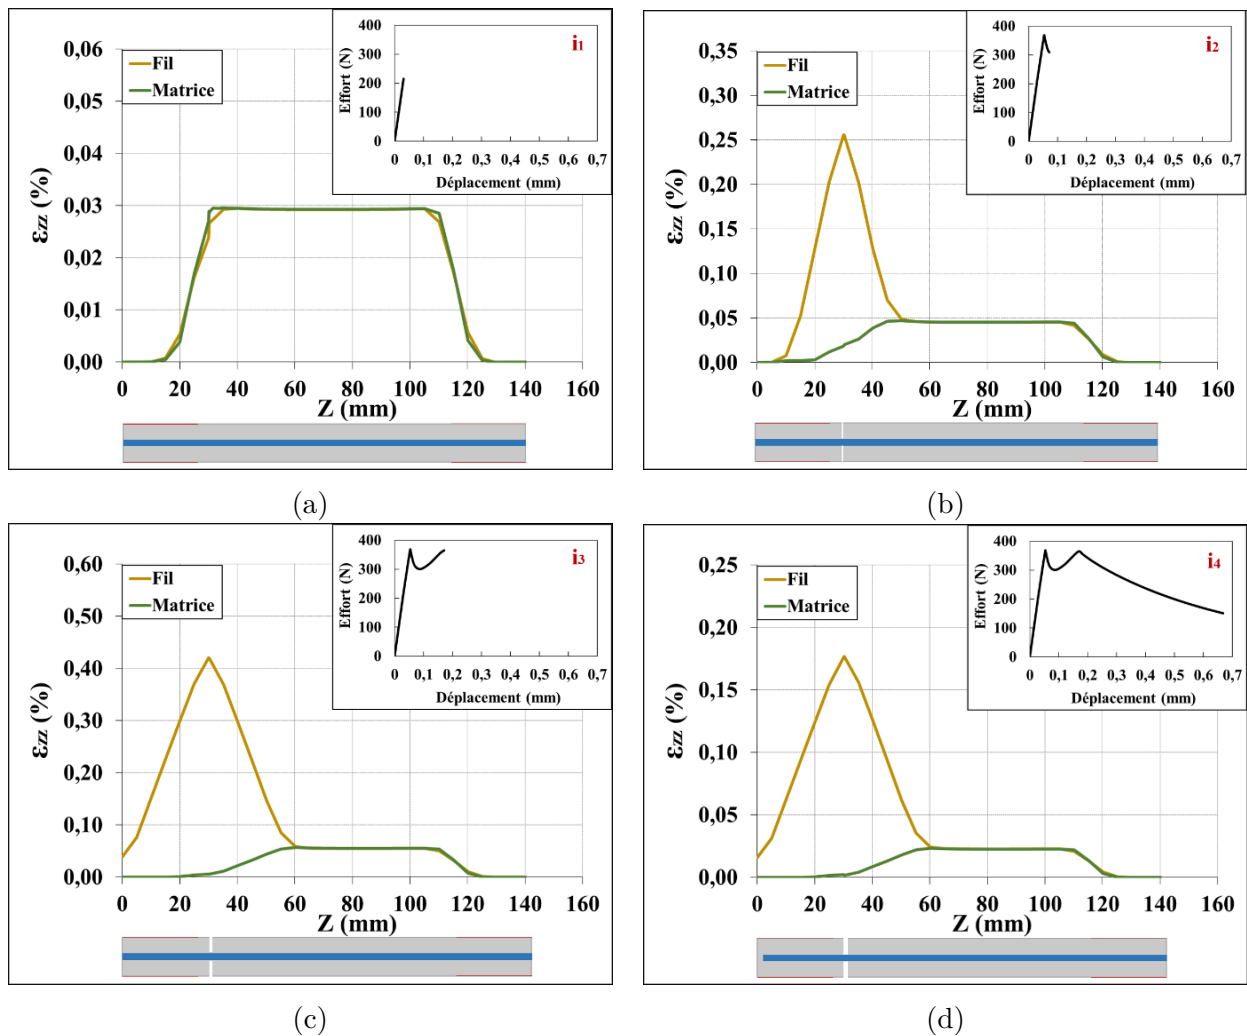 0,06
0,05
0,04
0,03
0,02
0,01
0,00
εzz (%)
0 20 40 60 80 100 120 140 160
Z (mm)
Fil
Matrice
400
300
200
100
0
Effort (N)
0 0,1 0,2 0,3 0,4 0,5 0,6 0,7
Déplacement (mm)
i1
(a)
0,35
0,30
0,25
0,20
0,15
0,10
0,05
0,00
εzz (%)
0 20 40 60 80 100 120 140 160
Z (mm)
Fil
Matrice
400
300
200
100
0
Effort (N)
0 0,1 0,2 0,3 0,4 0,5 0,6 0,7
Déplacement (mm)
i2
(b)
0,60
0,50
0,40
0,30
0,20
0,10
0,00
εzz (%)
0 20 40 60 80 100 120 140 160
Z (mm)
Fil
Matrice
400
300
200
100
0
Effort (N)
0 0,1 0,2 0,3 0,4 0,5 0,6 0,7
Déplacement (mm)
i3
(c)
0,25
0,20
0,15
0,10
0,05
0,00
εzz (%)
0 20 40 60 80 100 120 140 160
Z (mm)
Fil
Matrice
400
300
200
100
0
Effort (N)
0 0,1 0,2 0,3 0,4 0,5 0,6 0,7
Déplacement (mm)
i4
(d)